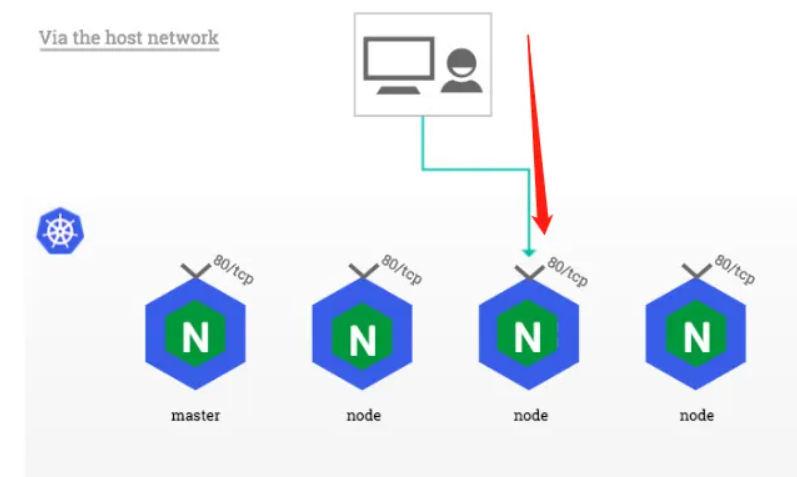 Via the host network
80/tcp
80/tcp
80/tcp
80/tcp
N
N
N
N
master
node
node
node